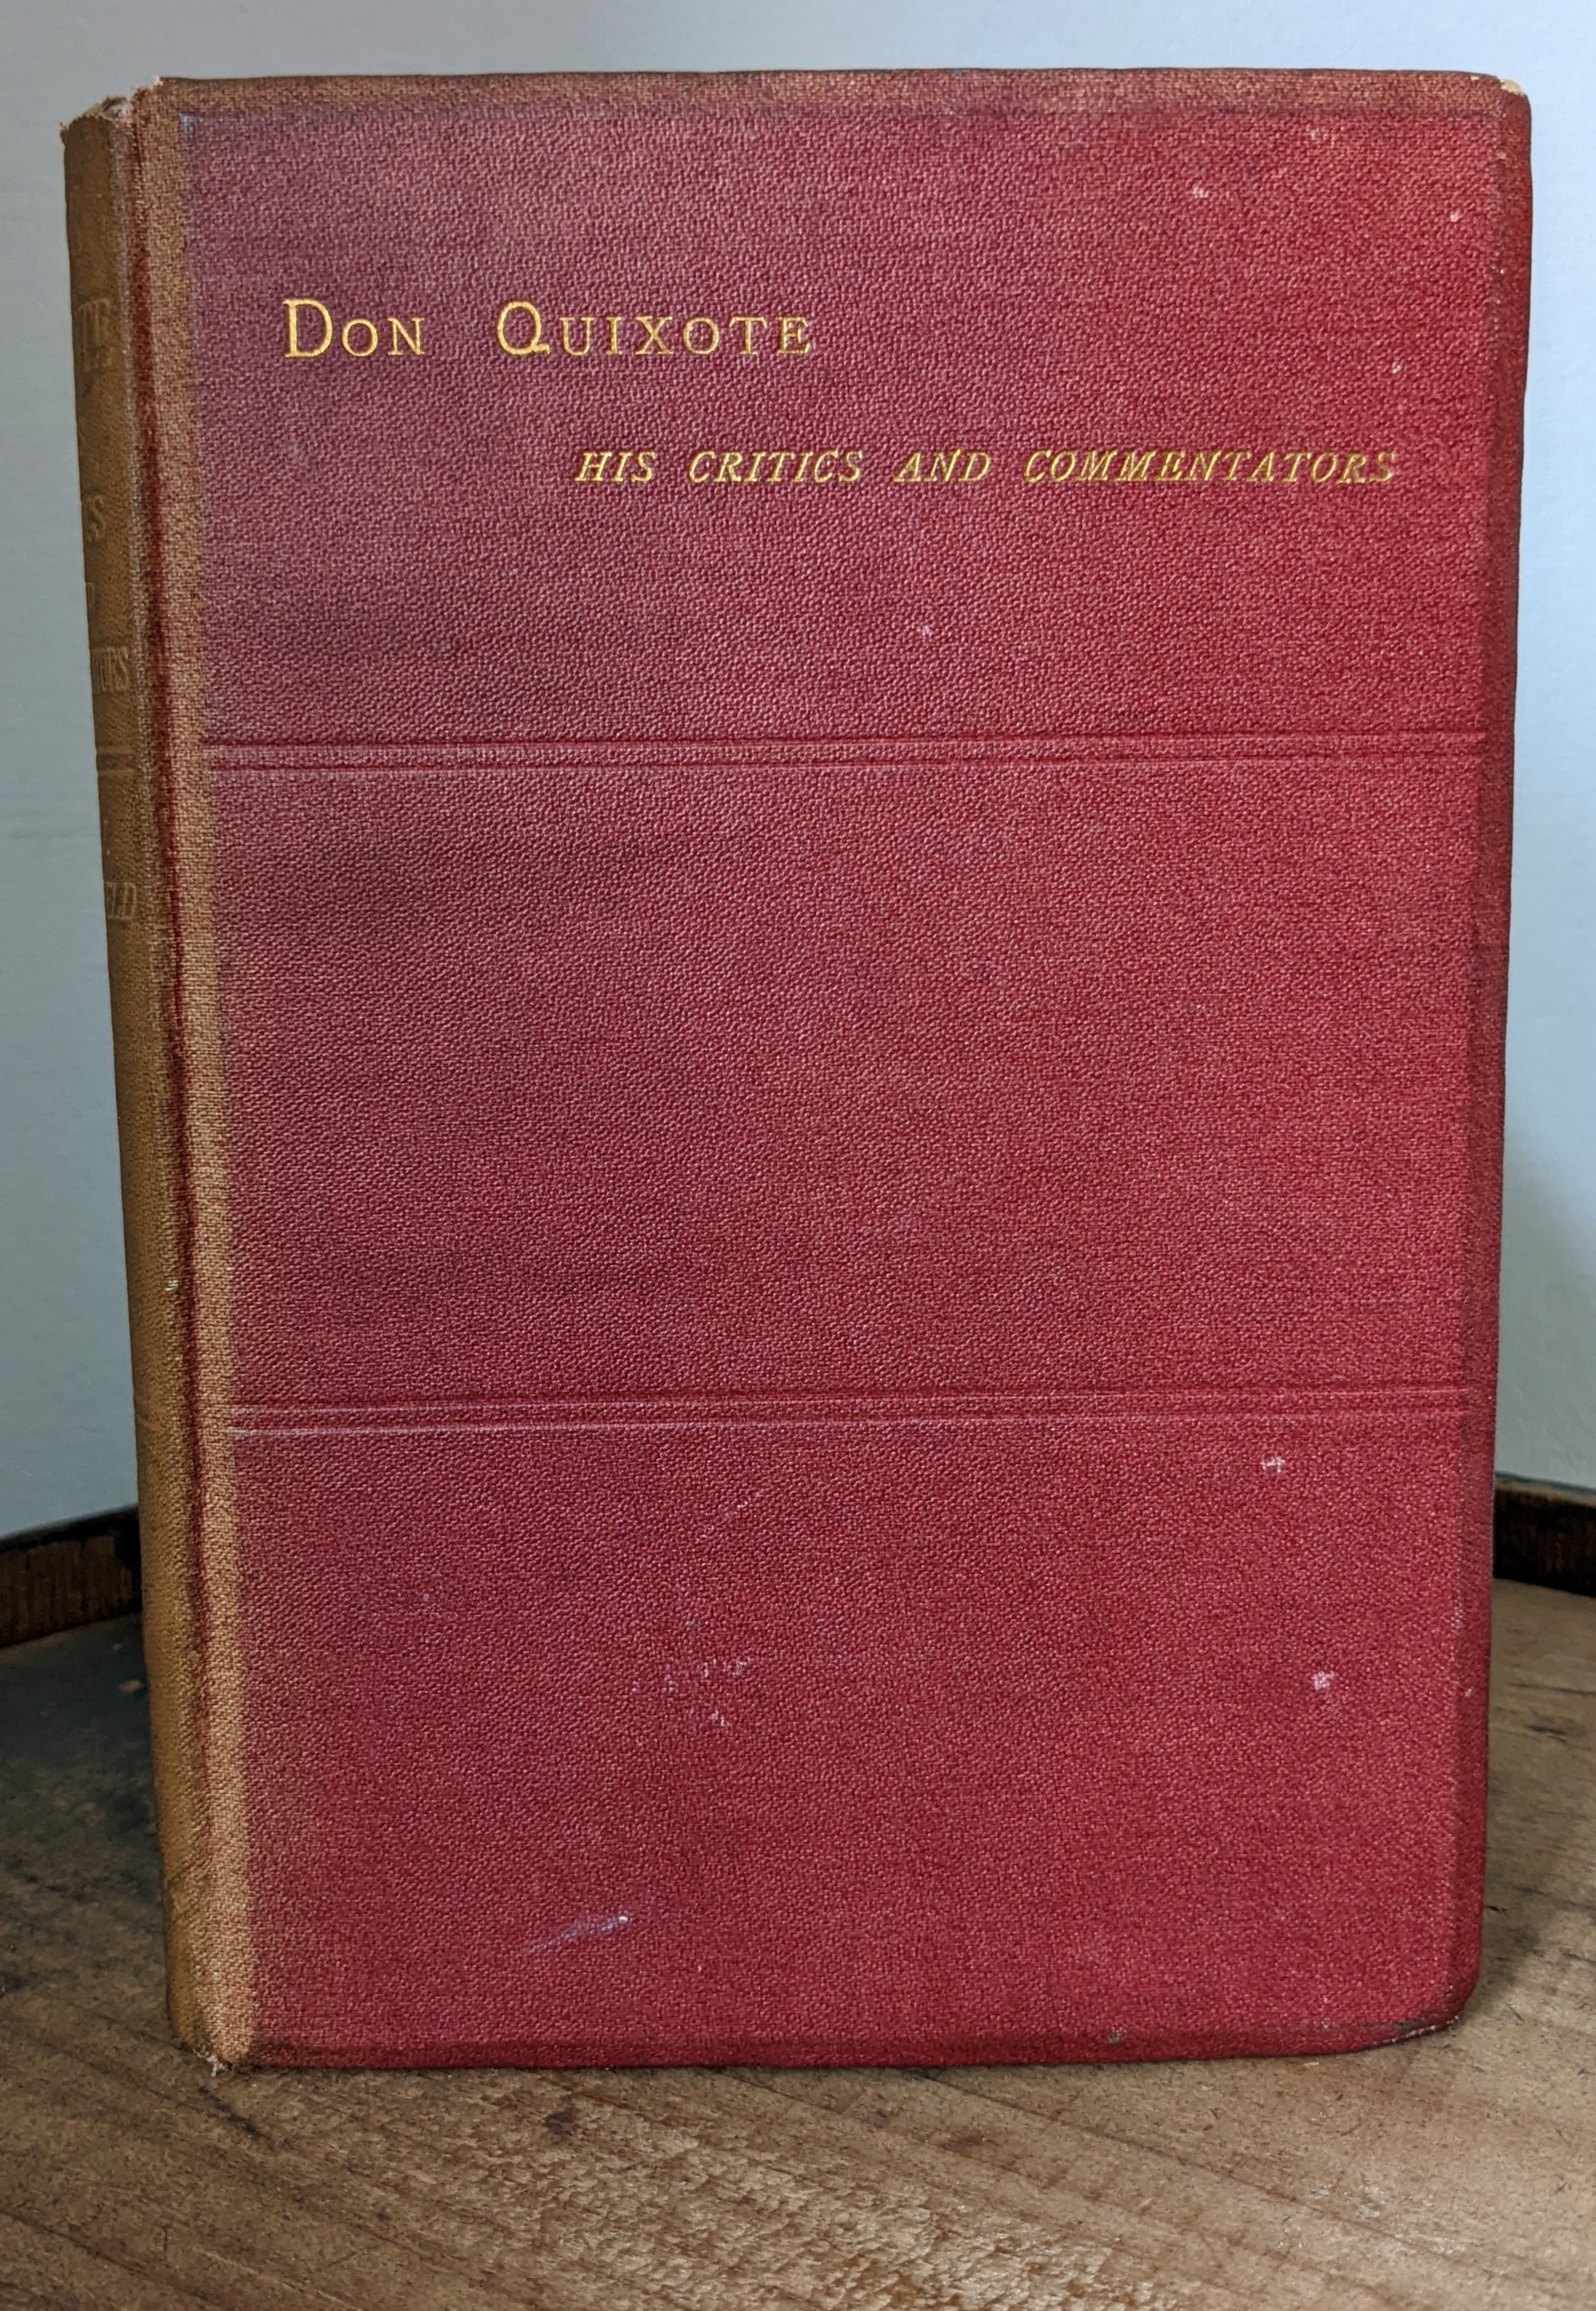 Don Quixote
HIS CRITICS AND COMMENTATORS